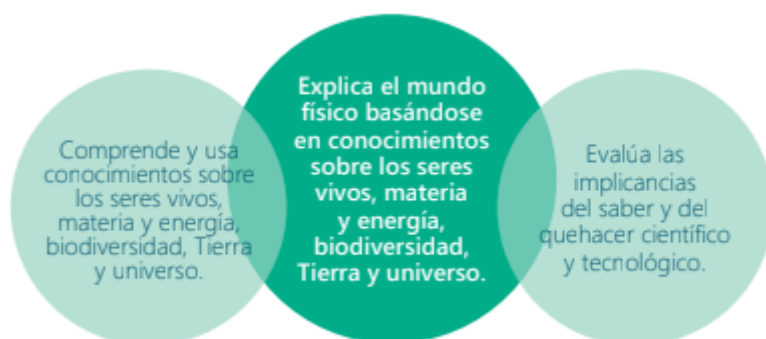 Comprende y usa
conocimientos sobre
los seres vivos,
materia y energía,
biodiversidad, Tierra
y universo.
Explica el mundo
físico basándose
en conocimientos
sobre los seres
vivos, materia
y energía,
biodiversidad,
Tierra y universo.
Evalúa las
implicancias
del saber y del
quehacer científico
y tecnológico.